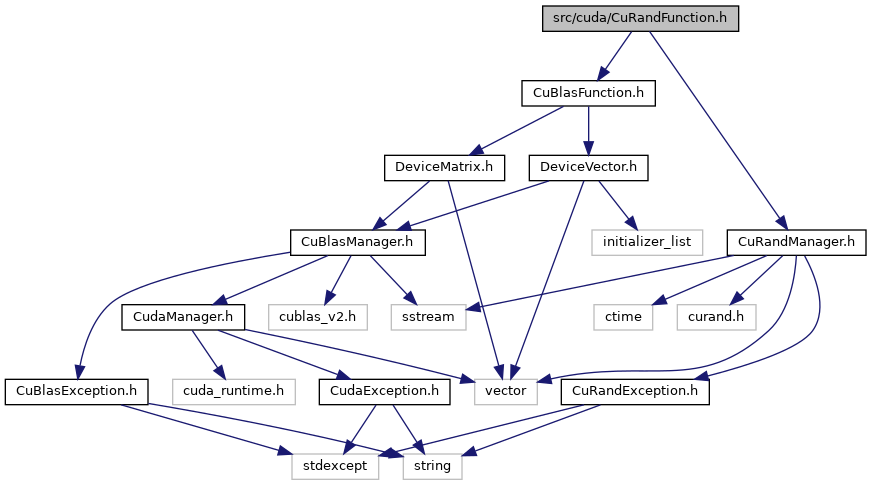 src/cuda/CuRandFunction.h
CuBlasFunction.h
DeviceMatrix.h
DeviceVector.h
CuBlasManager.h
initializer_list
CuRandManager.h
CudaManager.h
cublas_v2.h
sstream
ctime
curand.h
CuBlasException.h
cuda_runtime.h
CudaException.h
vector
CuRandException.h
stdexcept
string